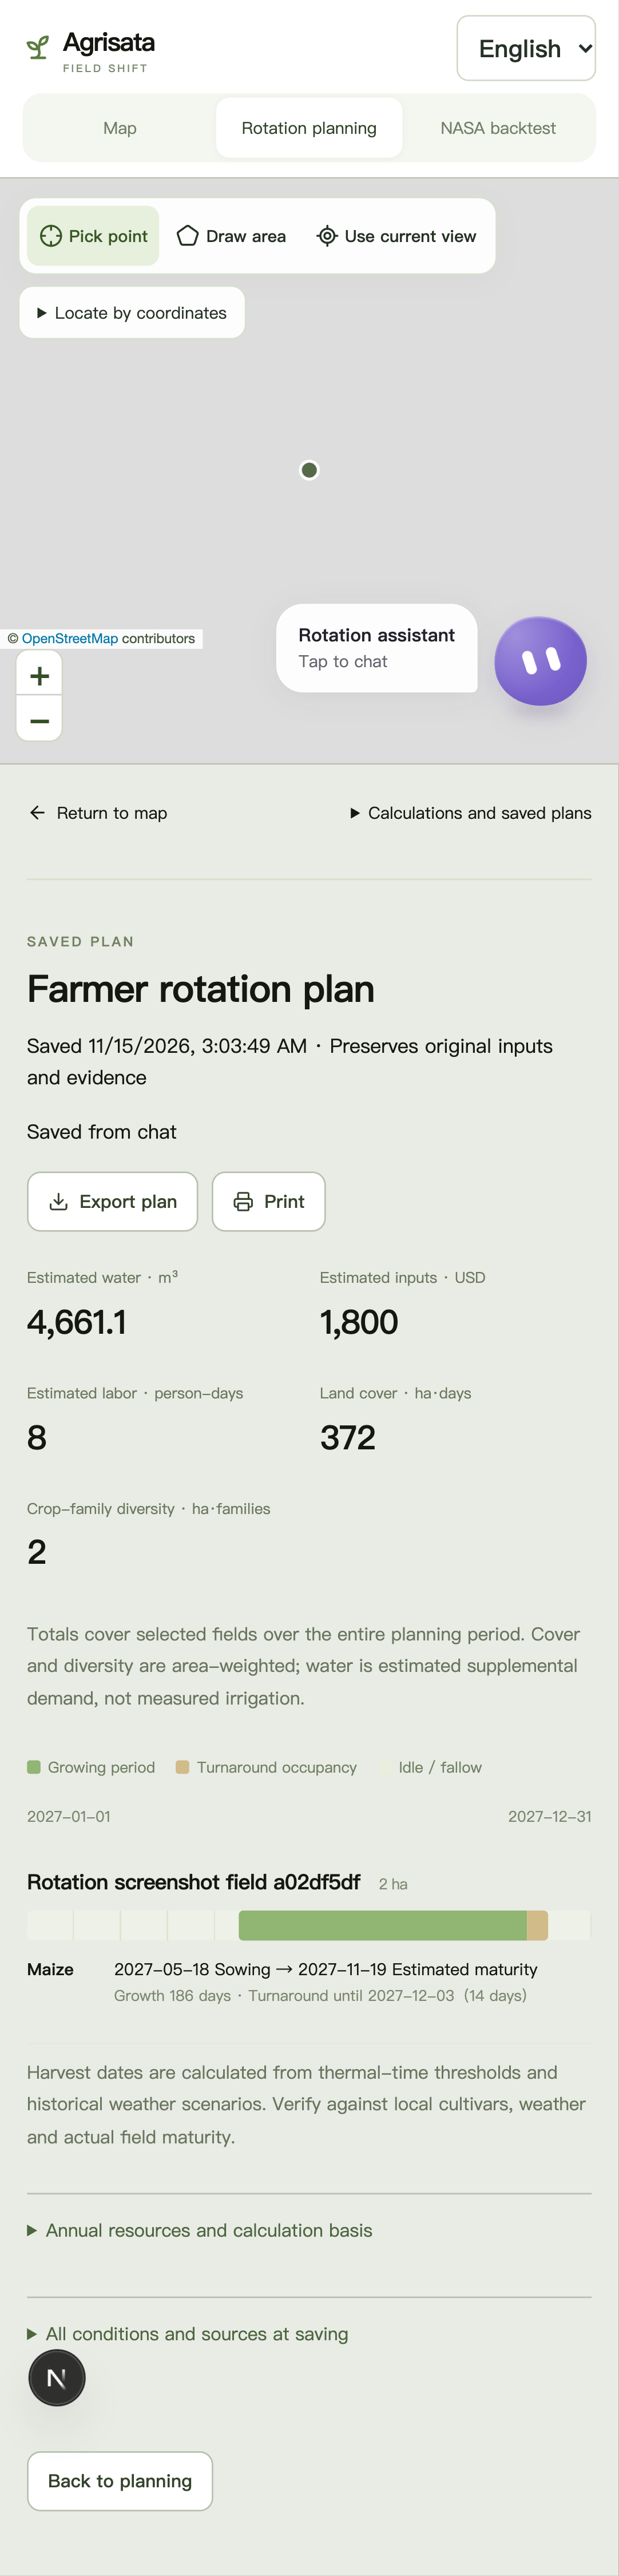 Agrisata
FIELD SHIFT
English
Map
Rotation planning
NASA backtest
Pick point
Draw area
Use current view
Locate by coordinates
Rotation assistant
Tap to chat
© OpenStreetMap contributors
+
−
Return to map
Calculations and saved plans
SAVED PLAN
Farmer rotation plan
Saved 11/15/2026, 3:03:49 AM · Preserves original inputs
and evidence
Saved from chat
Export plan
Print
Estimated water · m³
Estimated inputs · USD
4,661.1
1,800
Estimated labor · person-days
Land cover · ha·days
8
372
Crop-family diversity · ha·families
2
Totals cover selected fields over the entire planning period. Cover
and diversity are area-weighted; water is estimated supplemental
demand, not measured irrigation.
Growing period
Turnaround occupancy
Idle / fallow
2027-01-01
2027-12-31
Rotation screenshot field a02df5df 2 ha
Maize 2027-05-18 Sowing → 2027-11-19 Estimated maturity
Growth 186 days · Turnaround until 2027-12-03 (14 days)
Harvest dates are calculated from thermal-time thresholds and
historical weather scenarios. Verify against local cultivars, weather
and actual field maturity.
Annual resources and calculation basis
All conditions and sources at saving
N
Back to planning